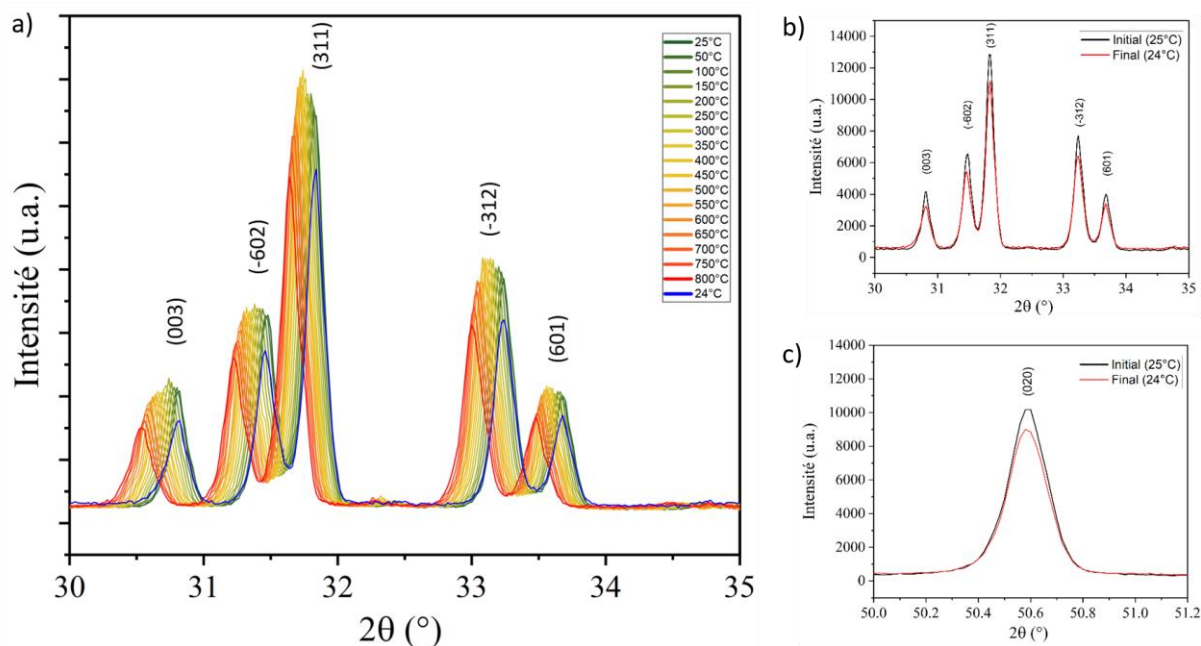 a)
Intensité (u.a.)
(003)
(-602)
(311)
(-312)
(601)
25°C
50°C
100°C
150°C
200°C
250°C
300°C
350°C
400°C
450°C
500°C
550°C
600°C
650°C
700°C
750°C
800°C
24°C
30 31 32 33 34 35
2θ (°)
b)
Intensité (u.a.)
14000
12000
10000
8000
6000
4000
2000
0
(003)
(-602)
(311)
(-312)
(601)
Initial (25°C)
Final (24°C)
30 31 32 33 34 35
2θ (°)
c)
Intensité (u.a.)
14000
12000
10000
8000
6000
4000
2000
0
(020)
Initial (25°C)
Final (24°C)
50.0 50.2 50.4 50.6 50.8 51.0 51.2
2θ (°)